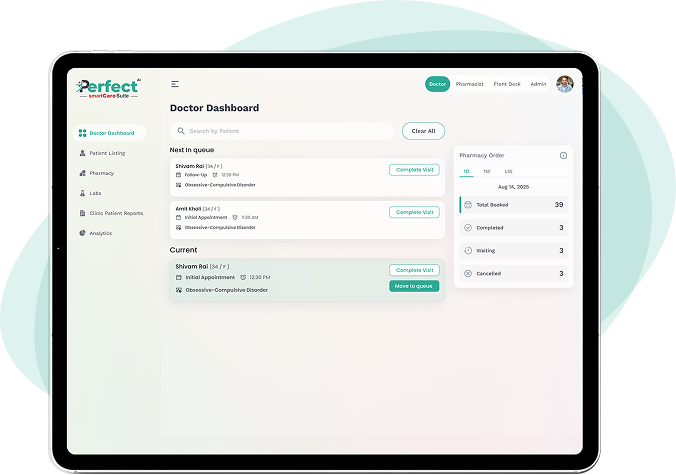 Perfect AI
smartCare Suite
Doctor
Pharmacist
Front Desk
Admin
Doctor Dashboard
Doctor Dashboard
Patient Listing
Pharmacy
Labs
Clinic Patient Reports
Analytics
Search by Patient
Clear All
Next In queue
Shivam Rai (34 / F )
Follow-Up 12:30 PM
Obsessive-Compulsive Disorder
Complete Visit
Amit Khali (34 / F )
Initial Appointment 11:30 AM
Obsessive-Compulsive Disorder
Complete Visit
Current
Shivam Rai (34 / F )
Initial Appointment 12:30 PM
Obsessive-Compulsive Disorder
Complete Visit
Move to queue
Pharmacy Order
1D 1W
Aug 14, 2025
Total Booked 39
Completed 3
Waiting 3
Cancelled 3